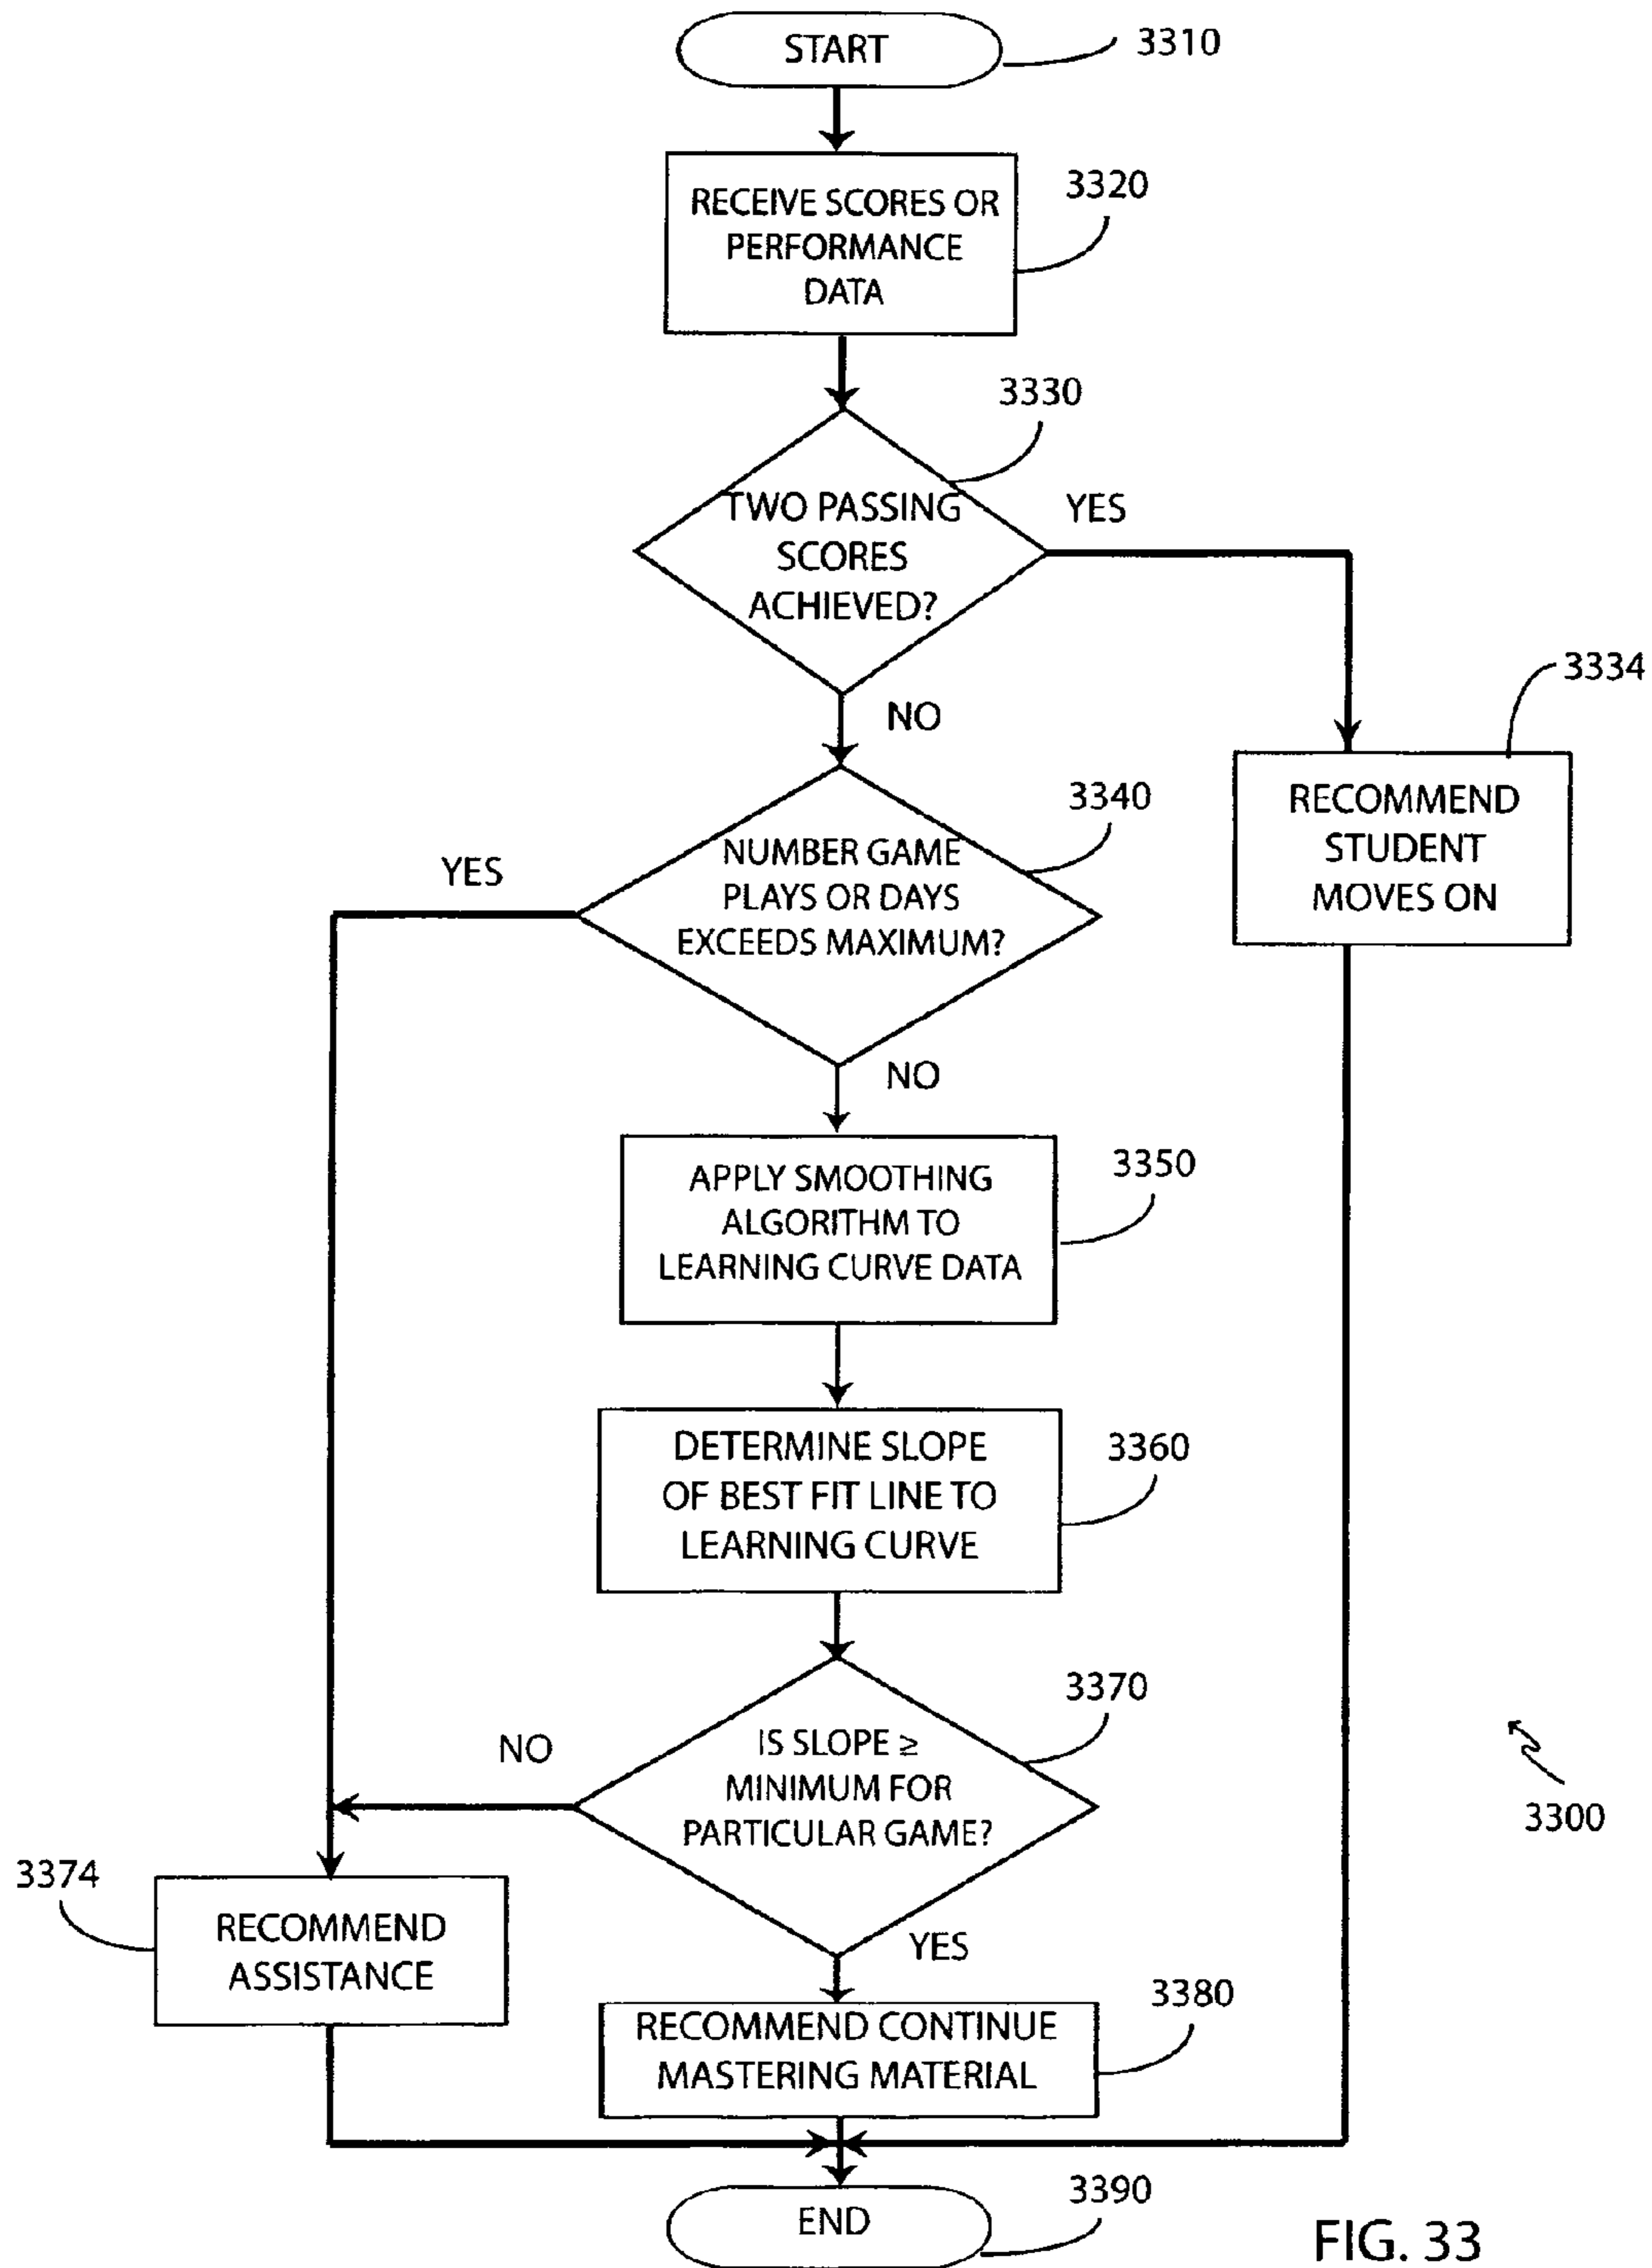 START
3310
RECEIVE SCORES OR
PERFORMANCE
DATA
3320
3330
TWO PASSING
SCORES
ACHIEVED?
YES
NO
3334
RECOMMEND
STUDENT
MOVES ON
3340
NUMBER GAME
PLAYS OR DAYS
EXCEEDS MAXIMUM?
YES
NO
3350
APPLY SMOOTHING
ALGORITHM TO
LEARNING CURVE DATA
3360
DETERMINE SLOPE
OF BEST FIT LINE TO
LEARNING CURVE
3370
IS SLOPE ≥
MINIMUM FOR
PARTICULAR GAME?
NO
YES
3300
3374
RECOMMEND
ASSISTANCE
3380
RECOMMEND CONTINUE
MASTERING MATERIAL
3390
END
FIG. 33